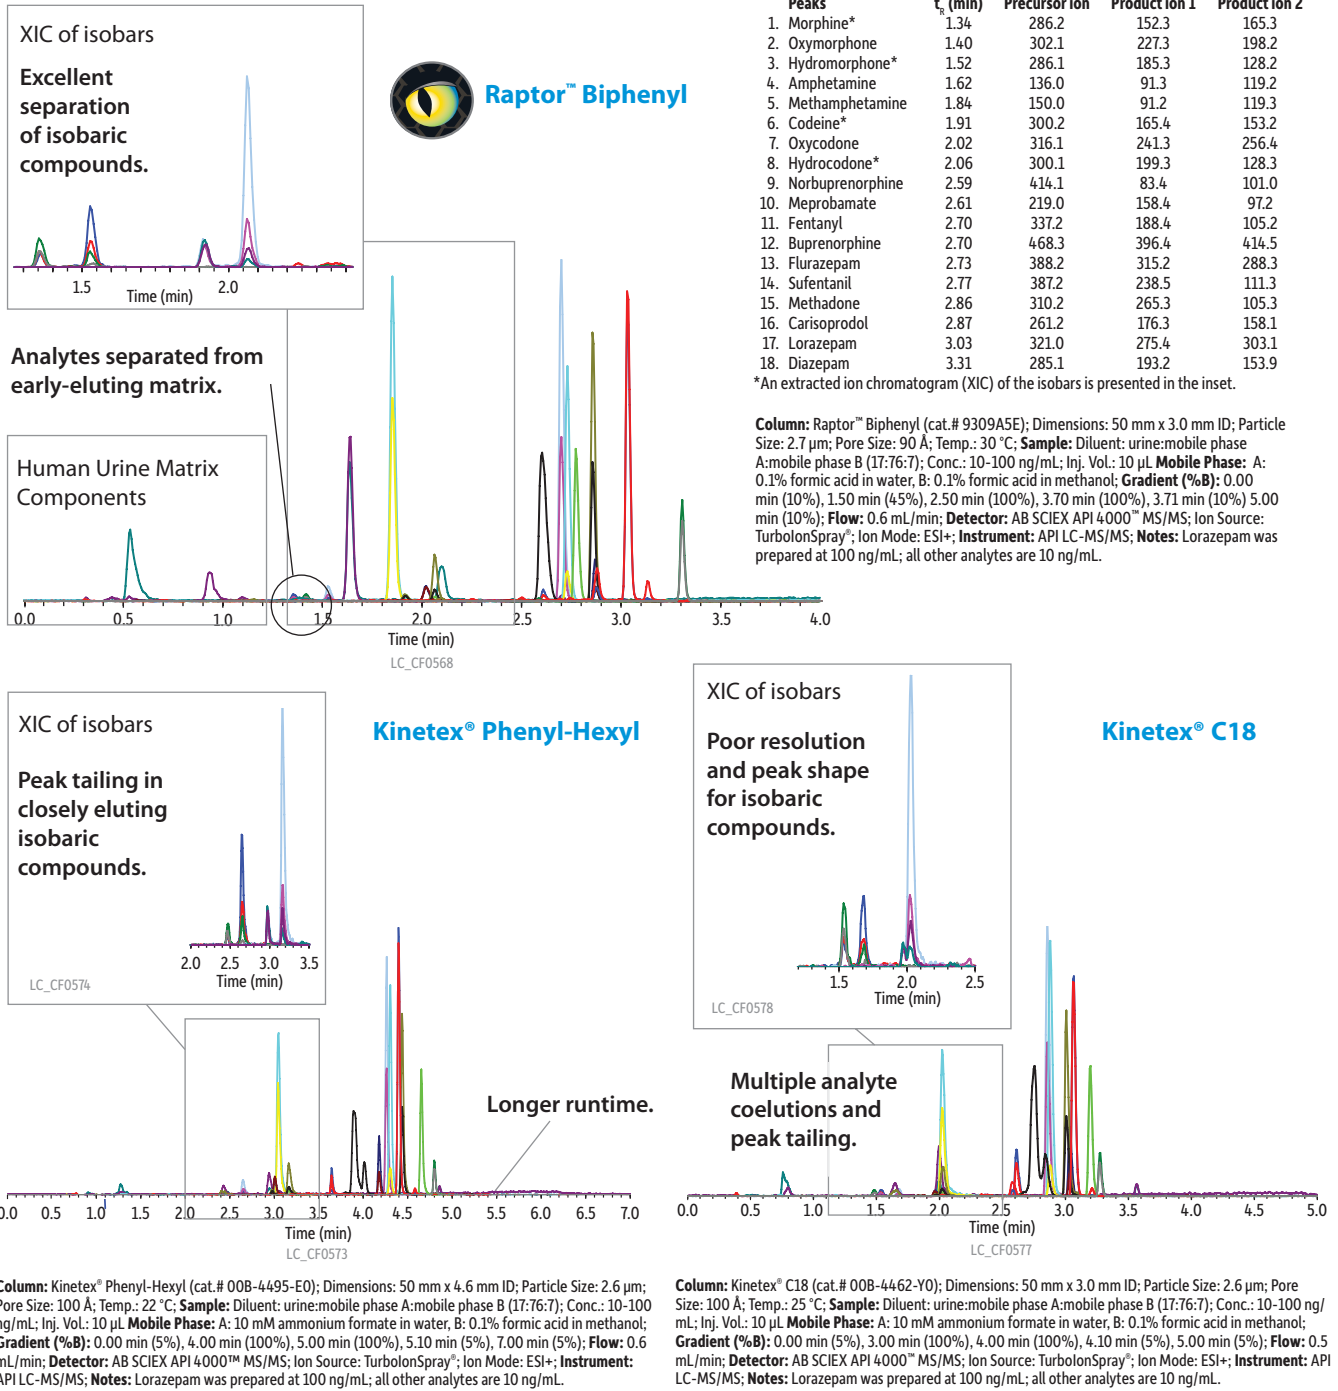 XIC of isobars
Excellent
separation
of isobaric
compounds.
1.5 2.0
Time (min)
Raptor™ Biphenyl
Peaks tR (min) Precursor Ion Product Ion 1 Product Ion 2
1. Morphine* 1.34 286.2 152.3 165.3
2. Oxymorphone 1.40 302.1 227.3 198.2
3. Hydromorphone* 1.52 286.1 185.3 128.2
4. Amphetamine 1.62 136.0 91.3 119.2
5. Methamphetamine 1.84 150.0 91.2 119.3
6. Codeine* 1.91 300.2 165.4 153.2
7. Oxycodone 2.02 316.1 241.3 256.4
8. Hydrocodone* 2.06 300.1 199.3 128.3
9. Norbuprenorphine 2.59 414.1 83.4 101.0
10. Meprobamate 2.61 219.0 158.4 97.2
11. Fentanyl 2.70 337.2 188.4 105.2
12. Buprenorphine 2.70 468.3 396.4 414.5
13. Flurazepam 2.73 388.2 315.2 288.3
14. Sufentanil 2.77 387.2 238.5 111.3
15. Methadone 2.86 310.2 265.3 105.3
16. Carisoprodol 2.87 261.2 176.3 158.1
17. Lorazepam 3.03 321.0 275.4 303.1
18. Diazepam 3.31 285.1 193.2 153.9
*An extracted ion chromatogram (XIC) of the isobars is presented in the inset.
Analytes separated from
early-eluting matrix.
Human Urine Matrix
Components
0.0 0.5 1.0 1.5 2.0 2.5 3.0 3.5 4.0
Time (min)
LC_CF0568
Column: Raptor™ Biphenyl (cat.# 9309A5E); Dimensions: 50 mm x 3.0 mm ID; Particle
Size: 2.7 µm; Pore Size: 90 Å; Temp.: 30 °C; Sample: Diluent: urine:mobile phase
A:mobile phase B (17:76:7); Conc.: 10-100 ng/mL; Inj. Vol.: 10 µL Mobile Phase: A:
0.1% formic acid in water, B: 0.1% formic acid in methanol; Gradient (%B): 0.00
min (10%), 1.50 min (45%), 2.50 min (100%), 3.70 min (100%), 3.71 min (10%) 5.00
min (10%); Flow: 0.6 mL/min; Detector: AB SCIEX API 4000™ MS/MS; Ion Source:
TurboIonSpray®; Ion Mode: ESI+; Instrument: API LC-MS/MS; Notes: Lorazepam was
prepared at 100 ng/mL; all other analytes are 10 ng/mL.
XIC of isobars
Peak tailing in
closely eluting
isobaric
compounds.
2.0 2.5 3.0 3.5
Time (min)
LC_CF0574
Kinetex® Phenyl-Hexyl
Longer runtime.
0.0 0.5 1.0 1.5 2.0 2.5 3.0 3.5 4.0 4.5 5.0 5.5 6.0 6.5 7.0
Time (min)
LC_CF0573
XIC of isobars
Poor resolution
and peak shape
for isobaric
compounds.
1.5 2.0 2.5
Time (min)
LC_CF0578
Kinetex® C18
Multiple analyte
coelutions and
peak tailing.
0.0 0.5 1.0 1.5 2.0 2.5 3.0 3.5 4.0 4.5 5.0
Time (min)
LC_CF0577
Column: Kinetex® Phenyl-Hexyl (cat.# 00B-4495-E0); Dimensions: 50 mm x 4.6 mm ID; Particle Size: 2.6 µm;
Pore Size: 100 Å; Temp.: 22 °C; Sample: Diluent: urine:mobile phase A:mobile phase B (17:76:7); Conc.: 10-100
ng/mL; Inj. Vol.: 10 µL Mobile Phase: A: 10 mM ammonium formate in water, B: 0.1% formic acid in methanol;
Gradient (%B): 0.00 min (5%), 4.00 min (100%), 5.00 min (100%), 5.10 min (5%), 7.00 min (5%); Flow: 0.6
mL/min; Detector: AB SCIEX API 4000™ MS/MS; Ion Source: TurboIonSpray®; Ion Mode: ESI+; Instrument:
API LC-MS/MS; Notes: Lorazepam was prepared at 100 ng/mL; all other analytes are 10 ng/mL.
Column: Kinetex® C18 (cat.# 00B-4462-Y0); Dimensions: 50 mm x 3.0 mm ID; Particle Size: 2.6 µm; Pore
Size: 100 Å; Temp.: 25 °C; Sample: Diluent: urine:mobile phase A:mobile phase B (17:76:7); Conc.: 10-100 ng/
mL; Inj. Vol.: 10 µL Mobile Phase: A: 10 mM ammonium formate in water, B: 0.1% formic acid in methanol;
Gradient (%B): 0.00 min (5%), 3.00 min (100%), 4.00 min (100%), 4.10 min (5%), 5.00 min (5%); Flow: 0.5
mL/min; Detector: AB SCIEX API 4000™ MS/MS; Ion Source: TurboIonSpray®; Ion Mode: ESI+; Instrument: API
LC-MS/MS; Notes: Lorazepam was prepared at 100 ng/mL; all other analytes are 10 ng/mL.